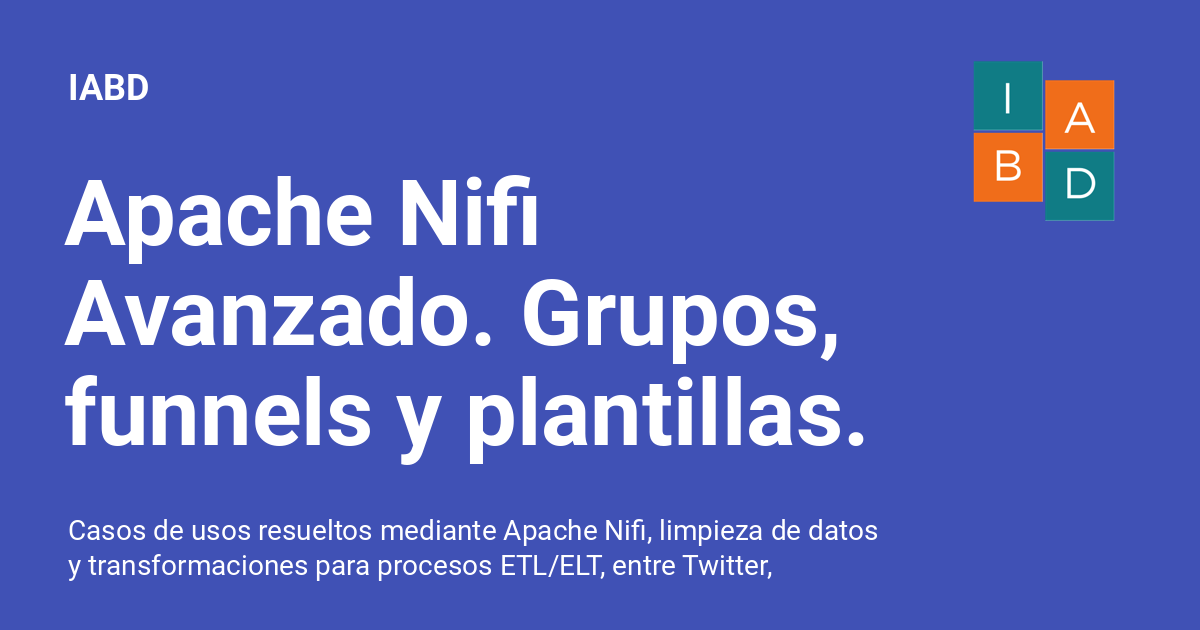 IABD
I
A
B
D
Apache Nifi
Avanzado. Grupos,
funnels y plantillas.
Casos de usos resueltos mediante Apache Nifi, limpieza de datos
y transformaciones para procesos ETL/ELT, entre Twitter,